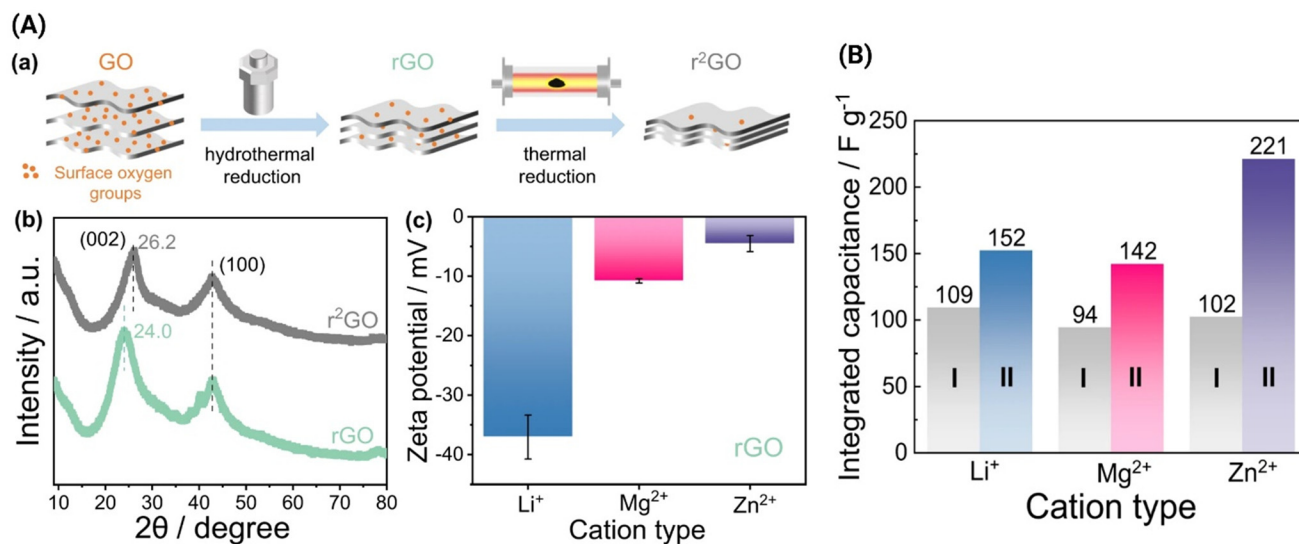 (A)
(a)
GO
rGO
r²GO
hydrothermal
reduction
thermal
reduction
Surface oxygen
groups
(b)
Intensity / a.u.
(002)
26.2
(100)
r²GO
24.0
rGO
10 20 30 40 50 60 70 80
2θ / degree
(c)
Zeta potential / mV
0
-10
-20
-30
-40
rGO
Li⁺ Mg²⁺ Zn²⁺
Cation type
(B)
Integrated capacitance / F g⁻¹
250
200
150
100
50
0
109 152 94 142 102 221
I II I II I II
Li⁺ Mg²⁺ Zn²⁺
Cation type